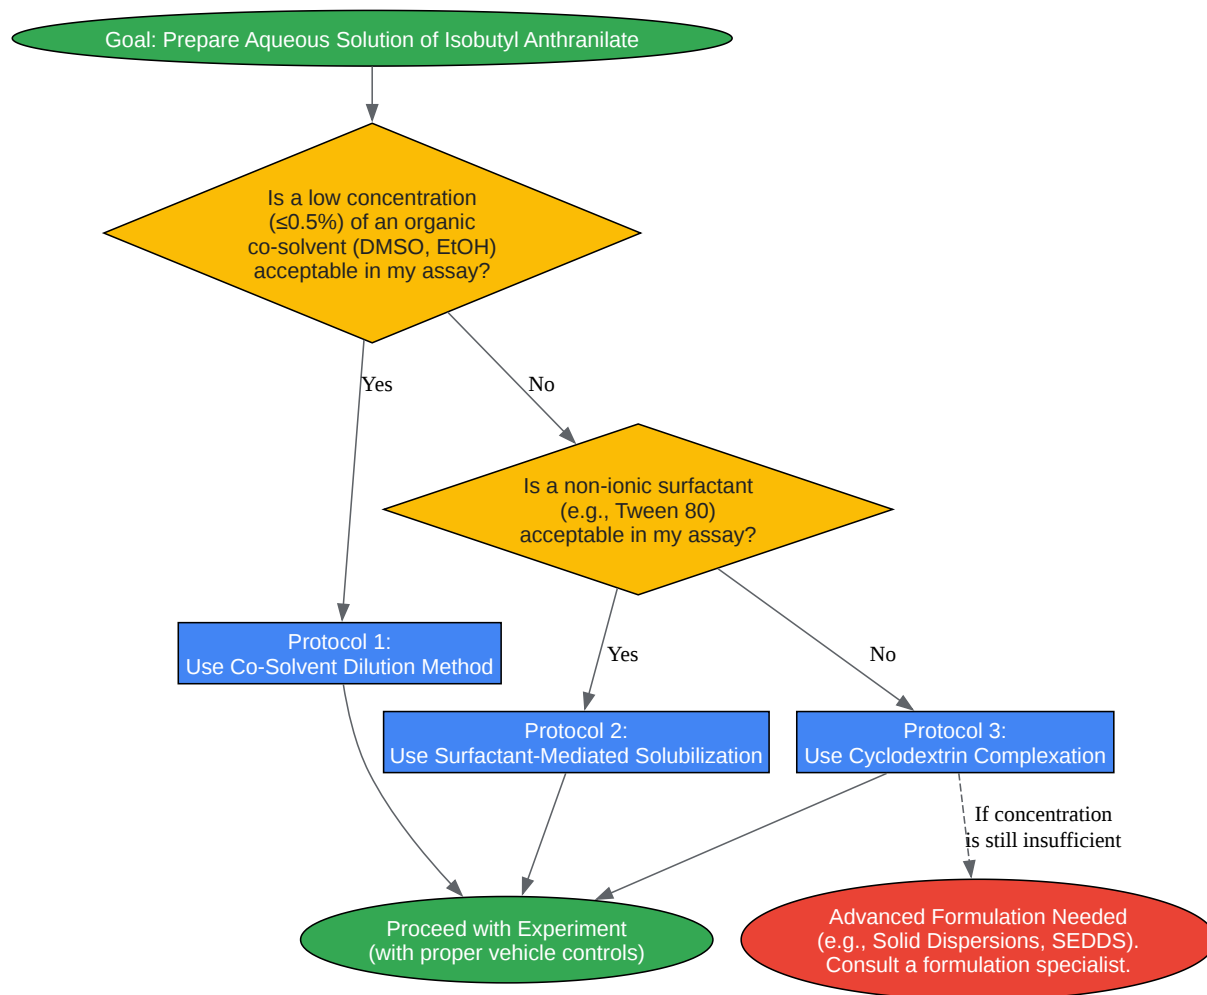 Goal: Prepare Aqueous Solution of Isobutyl Anthranilate
Is a low concentration
(≤0.5%) of an organic
co-solvent (DMSO, EtOH)
acceptable in my assay?
Yes
No
Is a non-ionic surfactant
(e.g., Tween 80)
acceptable in my assay?
Protocol 1:
Use Co-Solvent Dilution Method
Yes
No
Protocol 2:
Use Surfactant-Mediated Solubilization
Protocol 3:
Use Cyclodextrin Complexation
If concentration
is still insufficient
Proceed with Experiment
(with proper vehicle controls)
Advanced Formulation Needed
(e.g., Solid Dispersions, SEDDS).
Consult a formulation specialist.